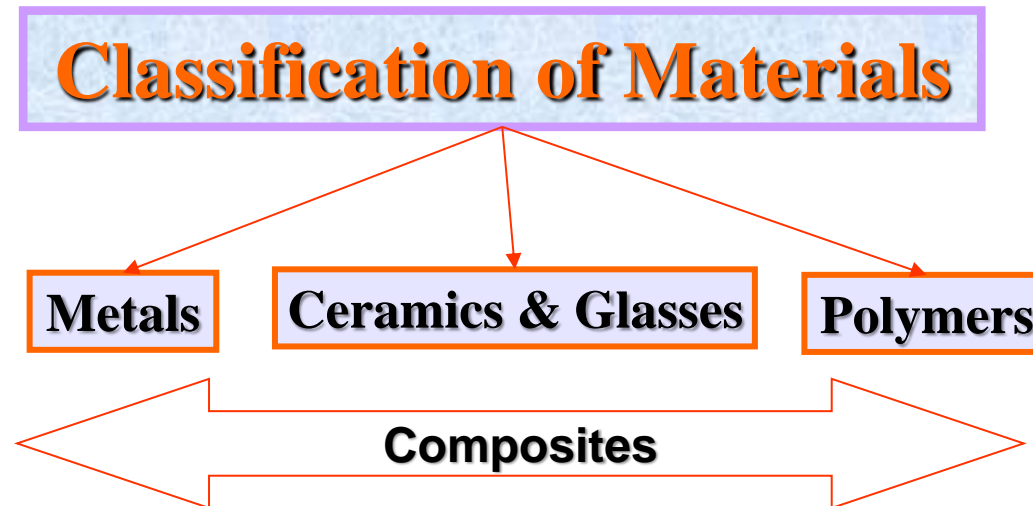 Classification of Materials
Metals
Ceramics & Glasses
Polymers
Composites